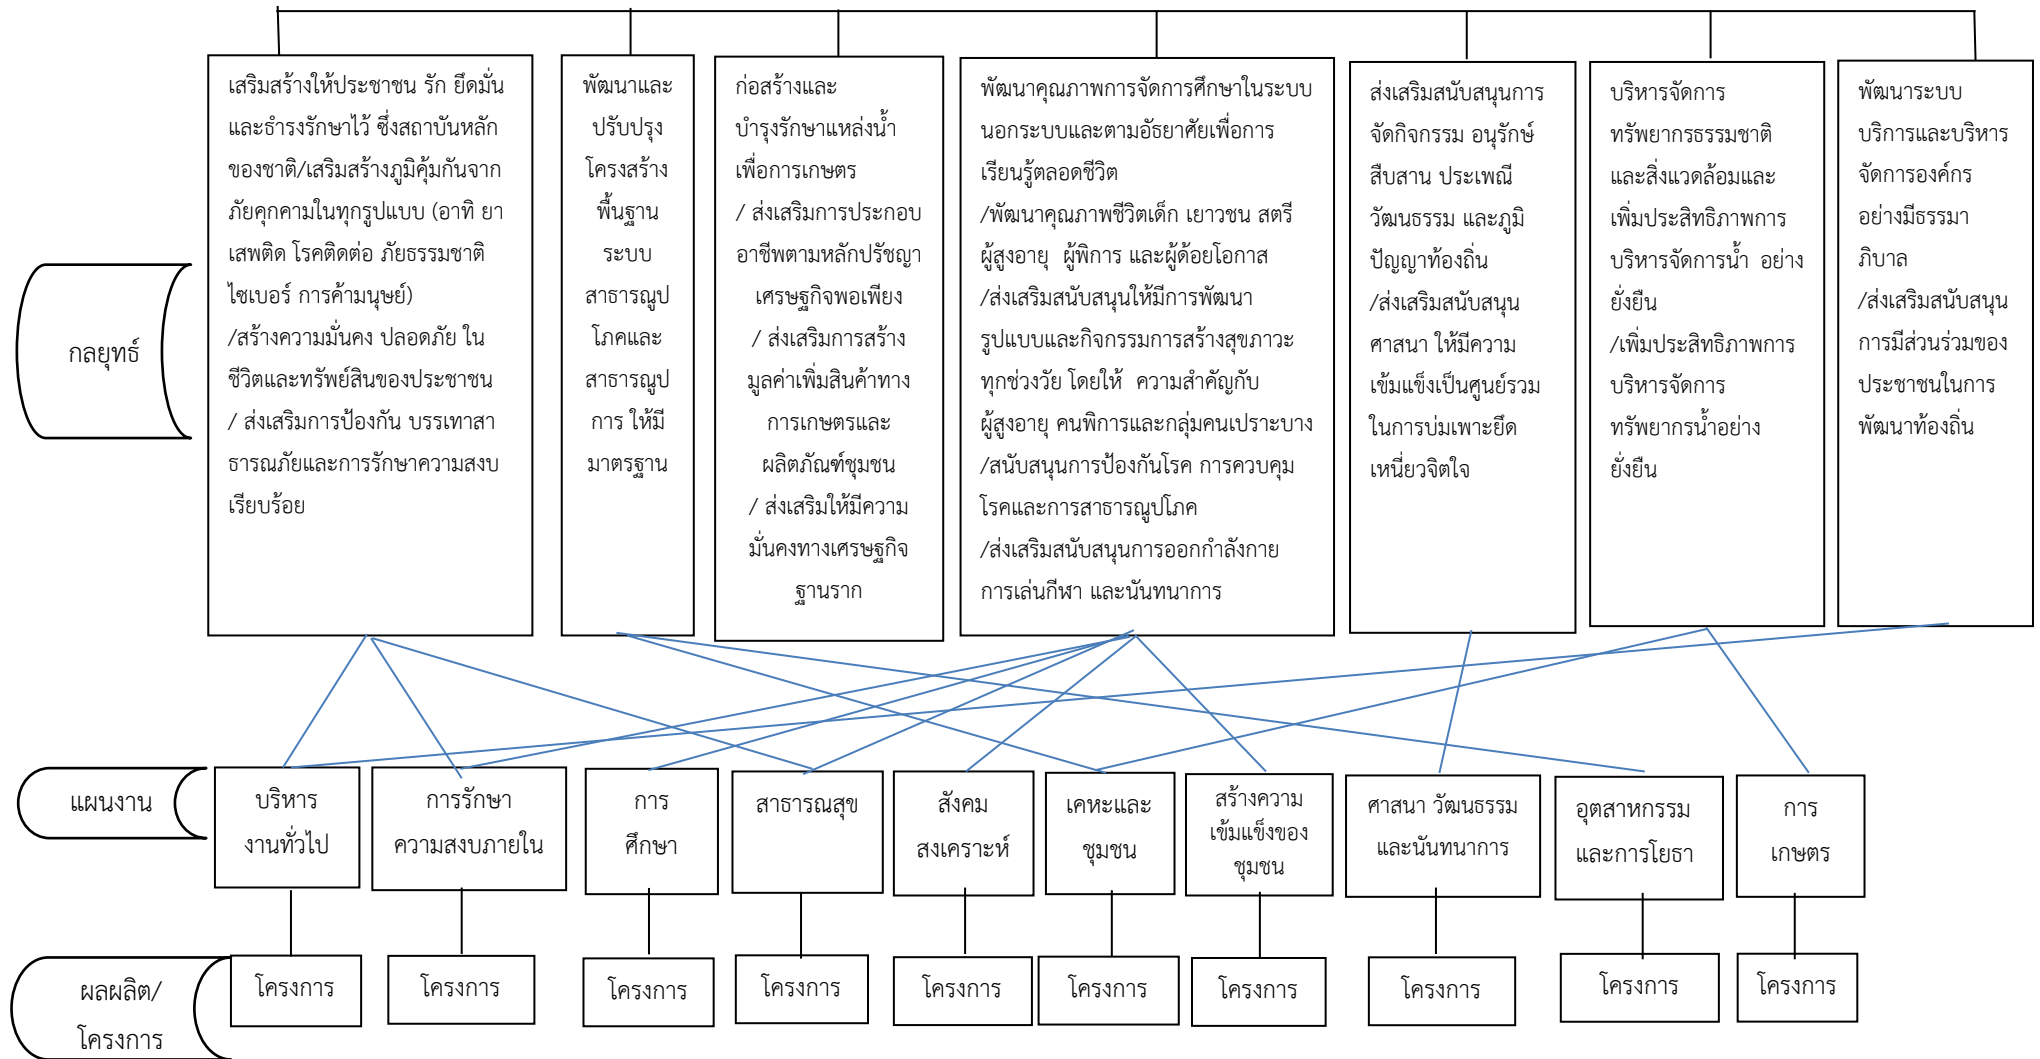 กลยุทธ์
เสริมสร้างให้ประชาชน รัก ยึดมั่น
และธำรงรักษาไว้ ซึ่งสถาบันหลัก
ของชาติ/เสริมสร้างภูมิคุ้มกันจาก
ภัยคุกคามในทุกรูปแบบ (อาทิ ยา
เสพติด โรคติดต่อ ภัยธรรมชาติ
ไซเบอร์ การค้ามนุษย์)
/สร้างความมั่นคง ปลอดภัย ใน
ชีวิตและทรัพย์สินของประชาชน
/ ส่งเสริมการป้องกัน บรรเทาสา
ธารณภัยและการรักษาความสงบ
เรียบร้อย
พัฒนาและ
ปรับปรุง
โครงสร้าง
พื้นฐาน
ระบบ
สาธารณูป
โภคและ
สาธารณูป
การ ให้มี
มาตรฐาน
ก่อสร้างและ
บำรุงรักษาแหล่งน้ำ
เพื่อการเกษตร
/ ส่งเสริมการประกอบ
อาชีพตามหลักปรัชญา
เศรษฐกิจพอเพียง
/ ส่งเสริมการสร้าง
มูลค่าเพิ่มสินค้าทาง
การเกษตรและ
ผลิตภัณฑ์ชุมชน
/ ส่งเสริมให้มีความ
มั่นคงทางเศรษฐกิจ
ฐานราก
พัฒนาคุณภาพการจัดการศึกษาในระบบ
นอกระบบและตามอัธยาศัยเพื่อการ
เรียนรู้ตลอดชีวิต
/พัฒนาคุณภาพชีวิตเด็ก เยาวชน สตรี
ผู้สูงอายุ ผู้พิการ และผู้ด้อยโอกาส
/ส่งเสริมสนับสนุนให้มีการพัฒนา
รูปแบบและกิจกรรมการสร้างสุขภาวะ
ทุกช่วงวัย โดยให้ ความสำคัญกับ
ผู้สูงอายุ คนพิการและกลุ่มคนเปราะบาง
/สนับสนุนการป้องกันโรค การควบคุม
โรคและการสาธารณูปโภค
/ส่งเสริมสนับสนุนการออกกำลังกาย
การเล่นกีฬา และนันทนาการ
ส่งเสริมสนับสนุนการ
จัดกิจกรรม อนุรักษ์
สืบสาน ประเพณี
วัฒนธรรม และภูมิ
ปัญญาท้องถิ่น
/ส่งเสริมสนับสนุน
ศาสนา ให้มีความ
เข้มแข็งเป็นศูนย์รวม
ในการบ่มเพาะยึด
เหนี่ยวจิตใจ
บริหารจัดการ
ทรัพยากรธรรมชาติ
และสิ่งแวดล้อมและ
เพิ่มประสิทธิภาพการ
บริหารจัดการน้ำ อย่าง
ยั่งยืน
/เพิ่มประสิทธิภาพการ
บริหารจัดการ
ทรัพยากรน้ำอย่าง
ยั่งยืน
พัฒนาระบบ
บริการและบริหาร
จัดการองค์กร
อย่างมีธรรมา
ภิบาล
/ส่งเสริมสนับสนุน
การมีส่วนร่วมของ
ประชาชนในการ
พัฒนาท้องถิ่น
แผนงาน
บริหาร
งานทั่วไป
การรักษา
ความสงบภายใน
การ
ศึกษา
สาธารณสุข
สังคม
สงเคราะห์
เคหะและ
ชุมชน
สร้างความ
เข้มแข็งของ
ชุมชน
ศาสนา วัฒนธรรม
และนันทนาการ
อุตสาหกรรม
และการโยธา
การ
เกษตร
ผลผลิต/
โครงการ
โครงการ
โครงการ
โครงการ
โครงการ
โครงการ
โครงการ
โครงการ
โครงการ
โครงการ
โครงการ